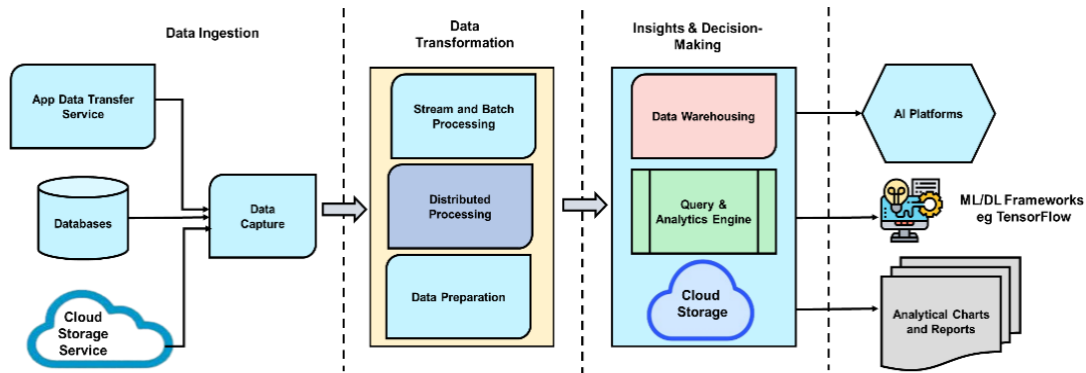 Data Ingestion
Data
Transformation
Insights & Decision-
Making
App Data Transfer
Service
Databases
Cloud
Storage
Service
Data
Capture
Stream and Batch
Processing
Distributed
Processing
Data Preparation
Data Warehousing
Query &
Analytics Engine
Cloud
Storage
AI Platforms
ML/DL Frameworks
eg TensorFlow
Analytical Charts
and Reports